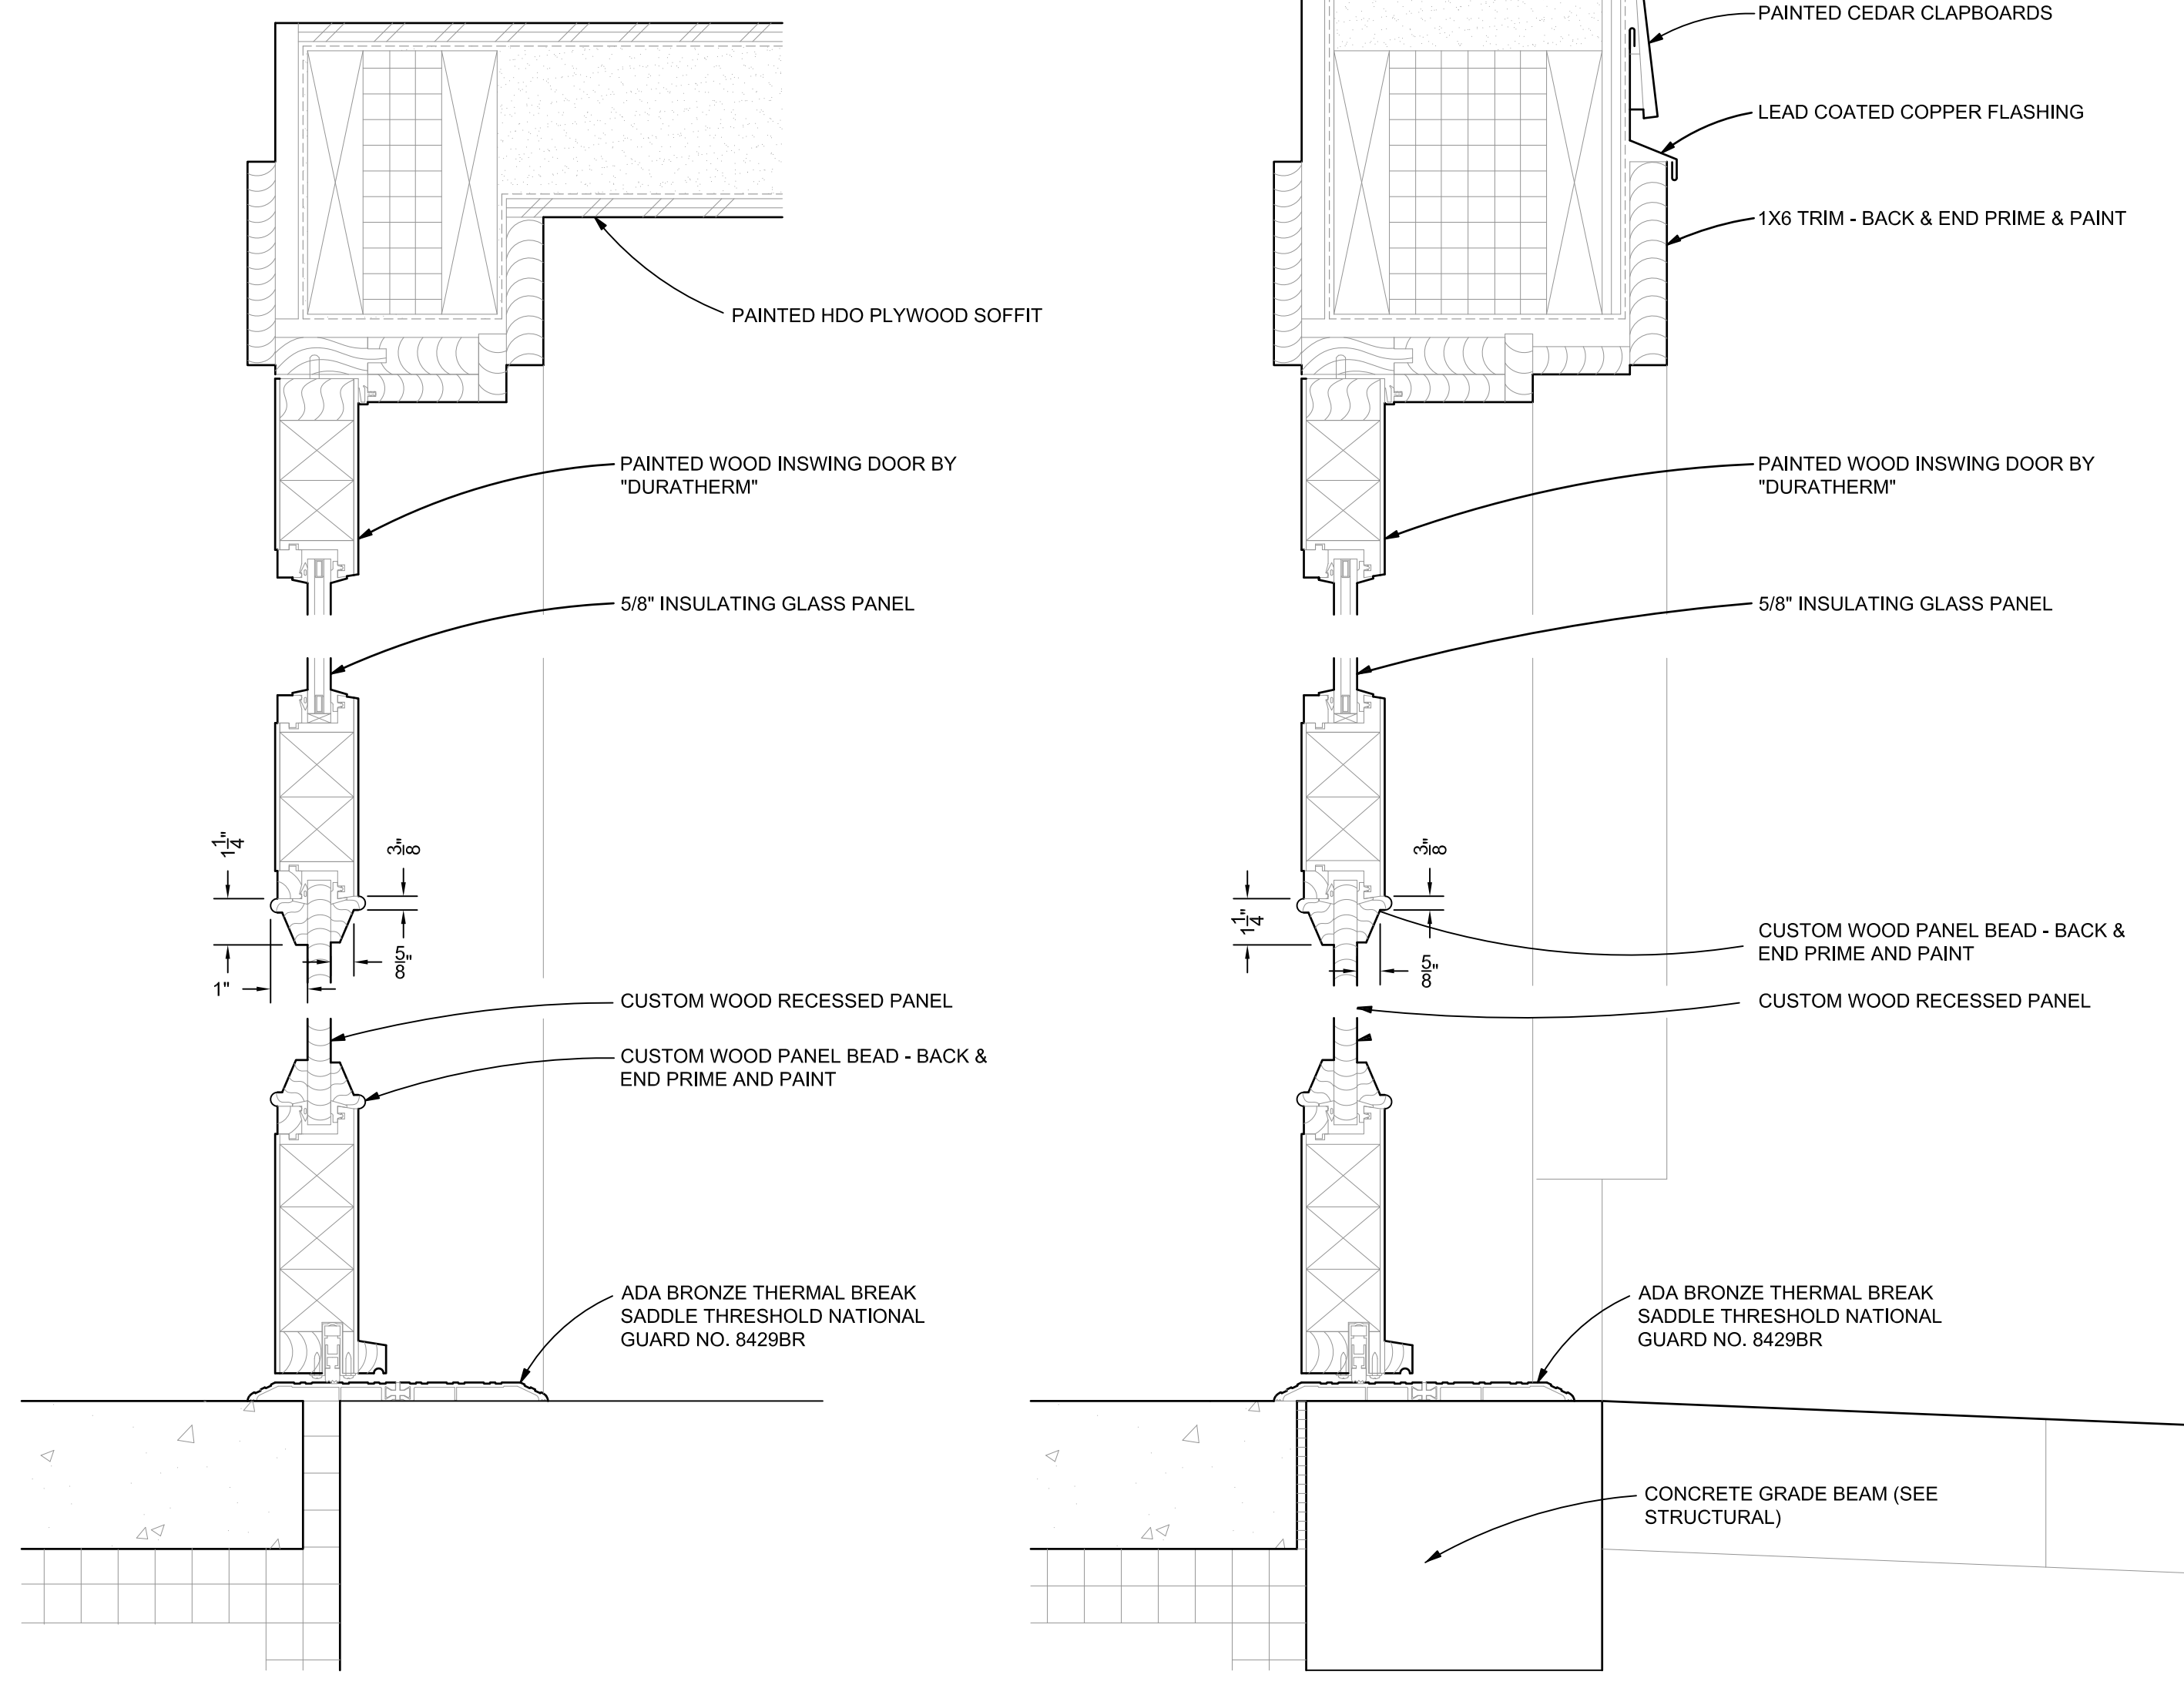 PAINTED HDO PLYWOOD SOFFIT
PAINTED WOOD INSWING DOOR BY
"DURATHERM"
5/8" INSULATING GLASS PANEL
1 1/4"
3/8"
5/8"
1"
CUSTOM WOOD RECESSED PANEL
CUSTOM WOOD PANEL BEAD - BACK &
END PRIME AND PAINT
ADA BRONZE THERMAL BREAK
SADDLE THRESHOLD NATIONAL
GUARD NO. 8429BR
PAINTED CEDAR CLAPBOARDS
LEAD COATED COPPER FLASHING
1X6 TRIM - BACK & END PRIME & PAINT
PAINTED WOOD INSWING DOOR BY
"DURATHERM"
5/8" INSULATING GLASS PANEL
3/8"
1 1/4"
5/8"
CUSTOM WOOD PANEL BEAD - BACK &
END PRIME AND PAINT
CUSTOM WOOD RECESSED PANEL
ADA BRONZE THERMAL BREAK
SADDLE THRESHOLD NATIONAL
GUARD NO. 8429BR
CONCRETE GRADE BEAM (SEE
STRUCTURAL)